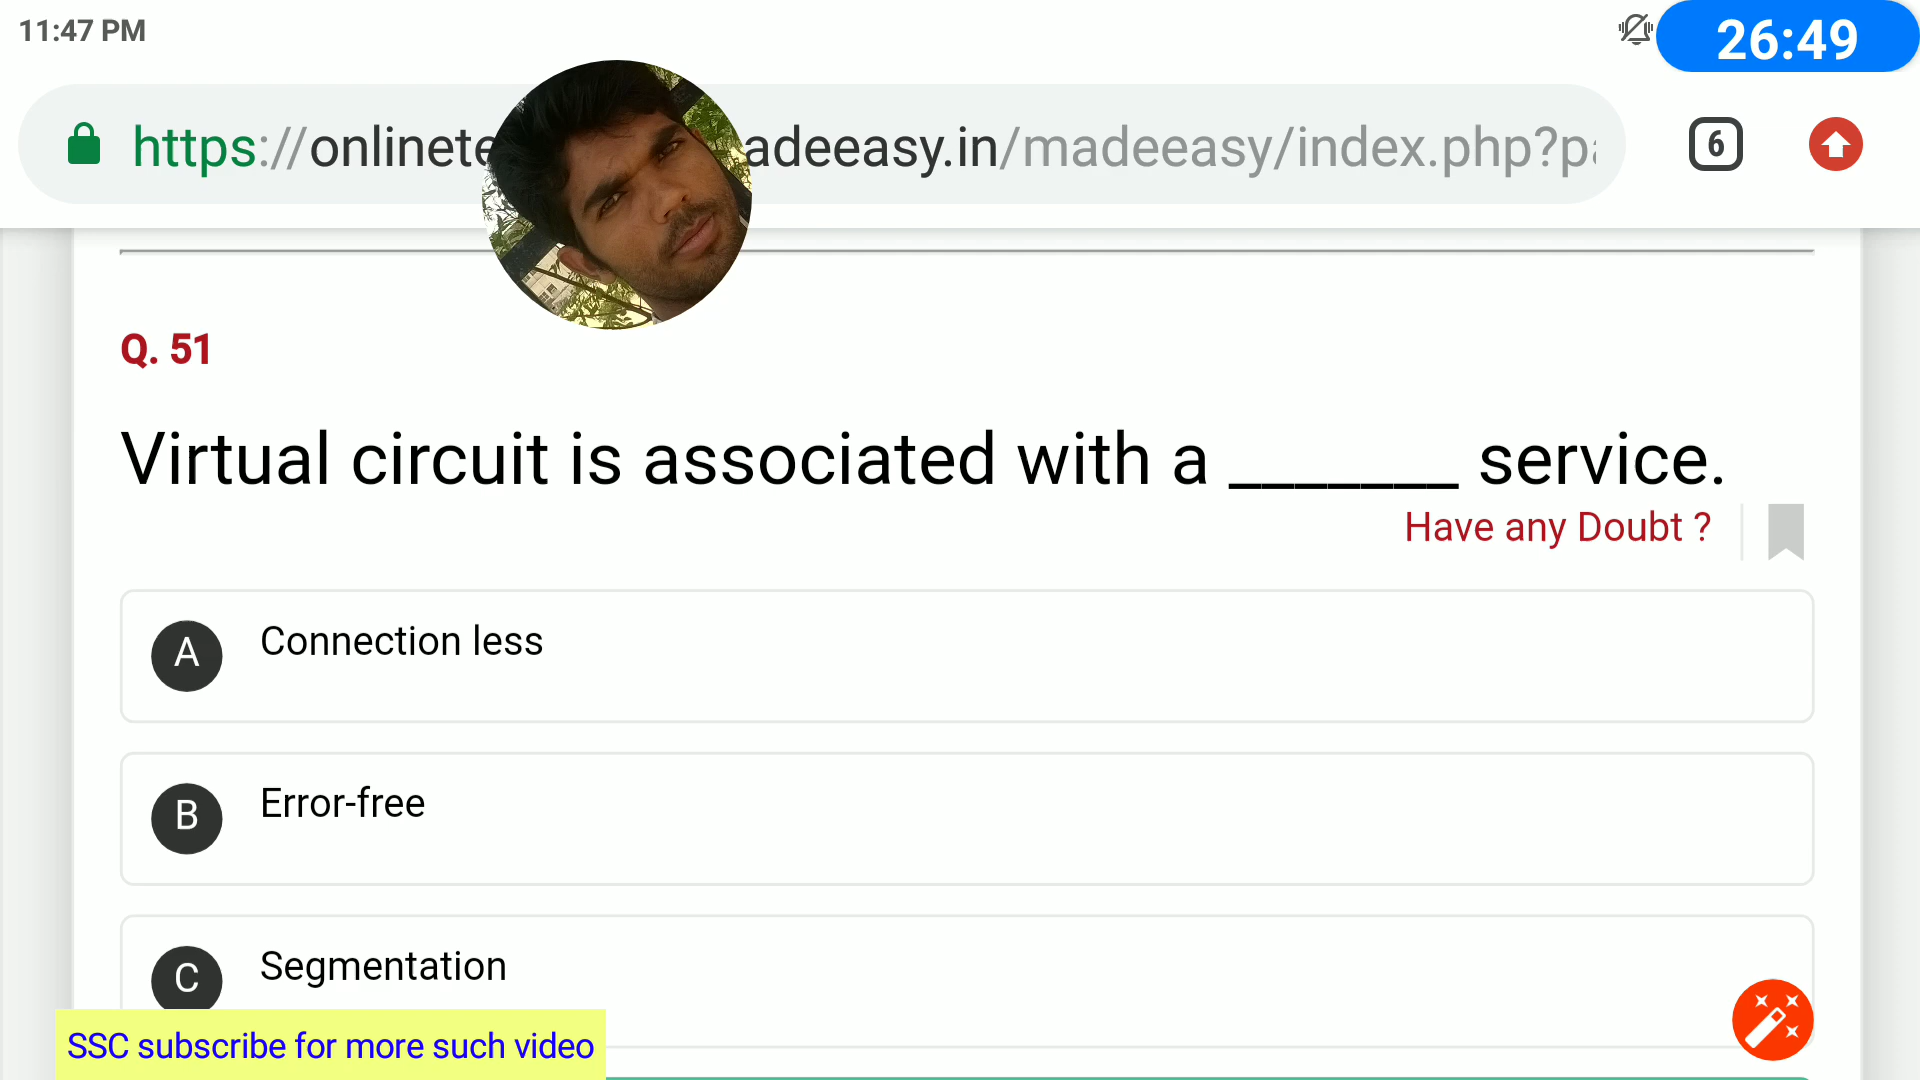 11:47 PM
26:49
https://onlinete adeeasy.in/madeeasy/index.php?p
6
Q. 51
Virtual circuit is associated with a _______ service.
Have any Doubt ?
A Connection less
B Error-free
C Segmentation
SSC subscribe for more such video